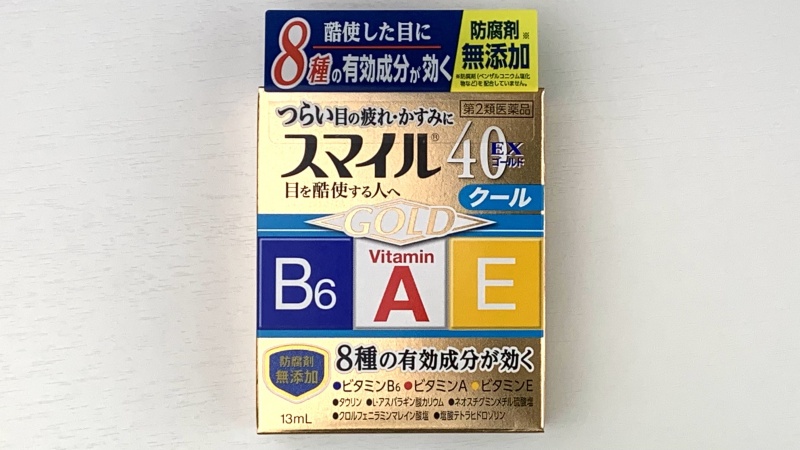 酷使した目に
8種の有効成分が効く
防腐剤※
無添加
※防腐剤(ベンザルコニウム塩化
物など)を配合していません。
つらい目の疲れ・かすみに
第2類医薬品
スマイル® 40 EX
ゴールド
目を酷使する人へ
クール
GOLD
B6
Vitamin
A
E
防腐剤
無添加
8種の有効成分が効く
●ビタミンB6 ●ビタミンA ●ビタミンE
●タウリン ●L-アスパラギン酸カリウム ●ネオスチグミンメチル硫酸塩
●クロルフェニラミンマレイン酸塩 ●塩酸テトラヒドロゾリン
13mL